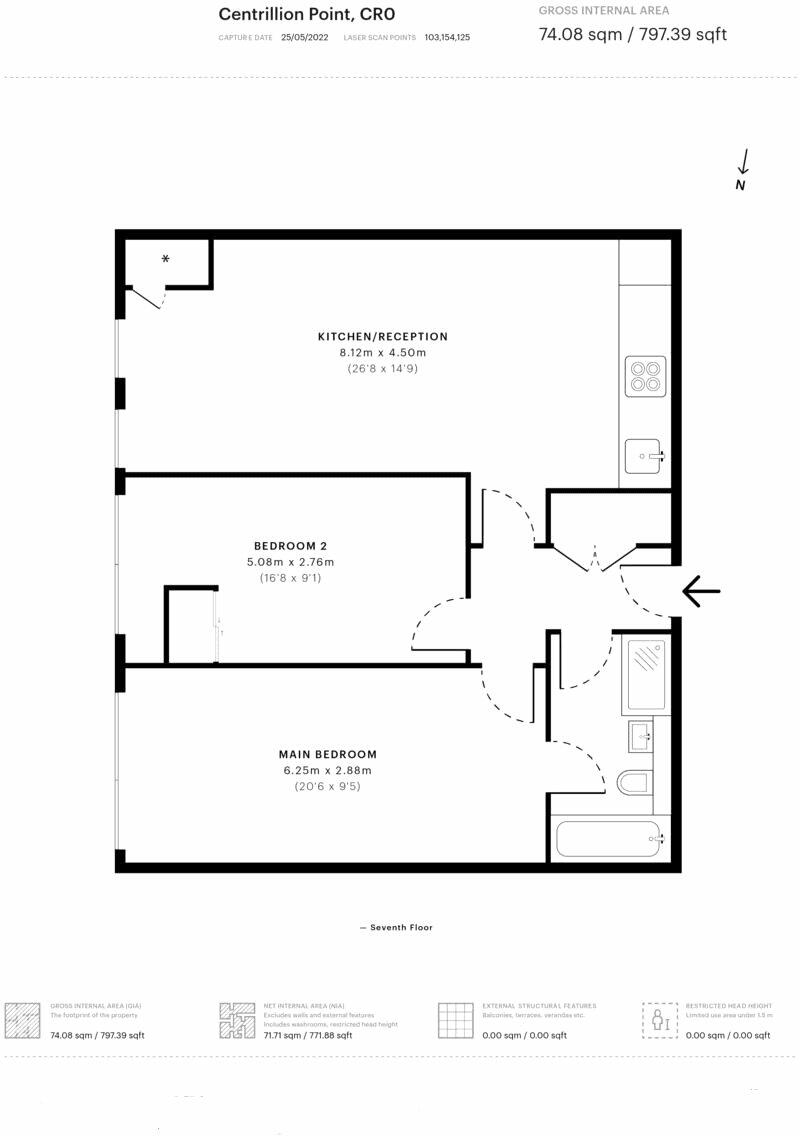 Centrillion Point, CR0
CAPTURE DATE 25/05/2022 LASER SCAN POINTS 103,154,125
GROSS INTERNAL AREA
74.08 sqm / 797.39 sqft
N
*
KITCHEN/RECEPTION
8.12m x 4.50m
(26'8 x 14'9)
BEDROOM 2
5.08m x 2.76m
(16'8 x 9'1)
MAIN BEDROOM
6.25m x 2.88m
(20'6 x 9'5)
— Seventh Floor
GROSS INTERNAL AREA (GIA)
The footprint of the property
74.08 sqm / 797.39 sqft
NET INTERNAL AREA (NIA)
Excludes walls and external features
Includes washrooms, restricted head height
71.71 sqm / 771.88 sqft
EXTERNAL STRUCTURAL FEATURES
Balconies, terraces, verandas etc.
0.00 sqm / 0.00 sqft
RESTRICTED HEAD HEIGHT
Limited use area under 1.5 m
0.00 sqm / 0.00 sqft